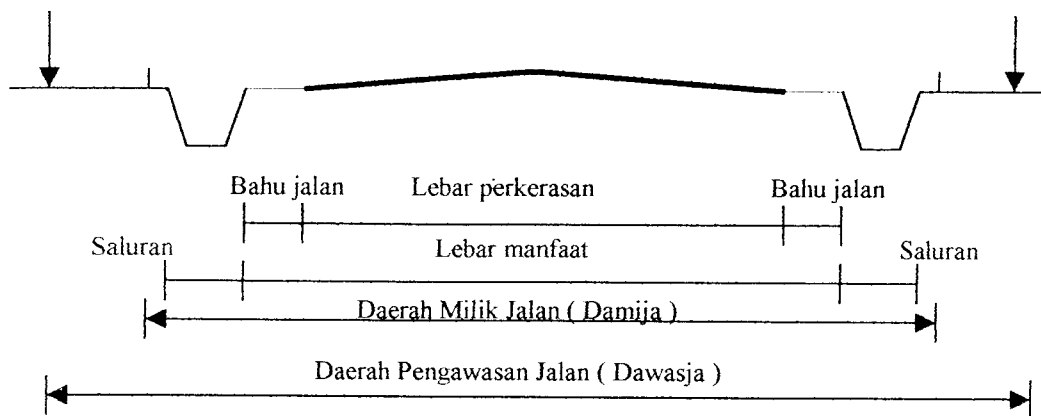 Bahu jalan Lebar perkerasan Bahu jalan
Saluran Lebar manfaat Saluran
Daerah Milik Jalan ( Damija )
Daerah Pengawasan Jalan ( Dawasja )